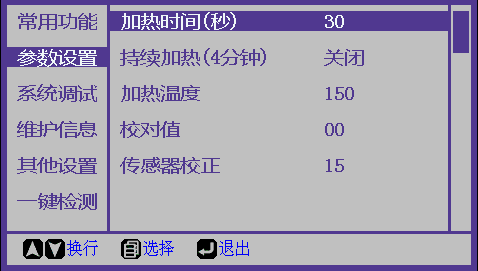 常用功能
参数设置
系统调试
维护信息
其他设置
一键检测
加热时间(秒) 30
持续加热(4分钟) 关闭
加热温度 150
校对值 00
传感器校正 15
换行 选择 退出